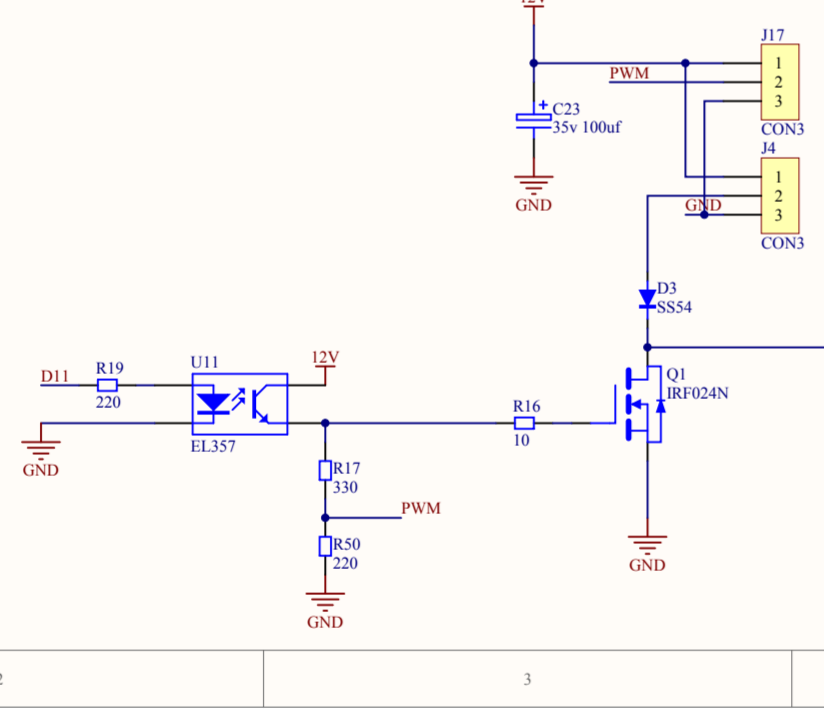 12V
J17
1
PWM
2
3
C23
35v 100uf
CON3
J4
1
2
GND
GND
3
CON3
D3
SS54
12V
U11
R19
D11
220
Q1
IRF024N
R16
10
EL357
GND
R17
330
PWM
R50
220
GND
GND
3